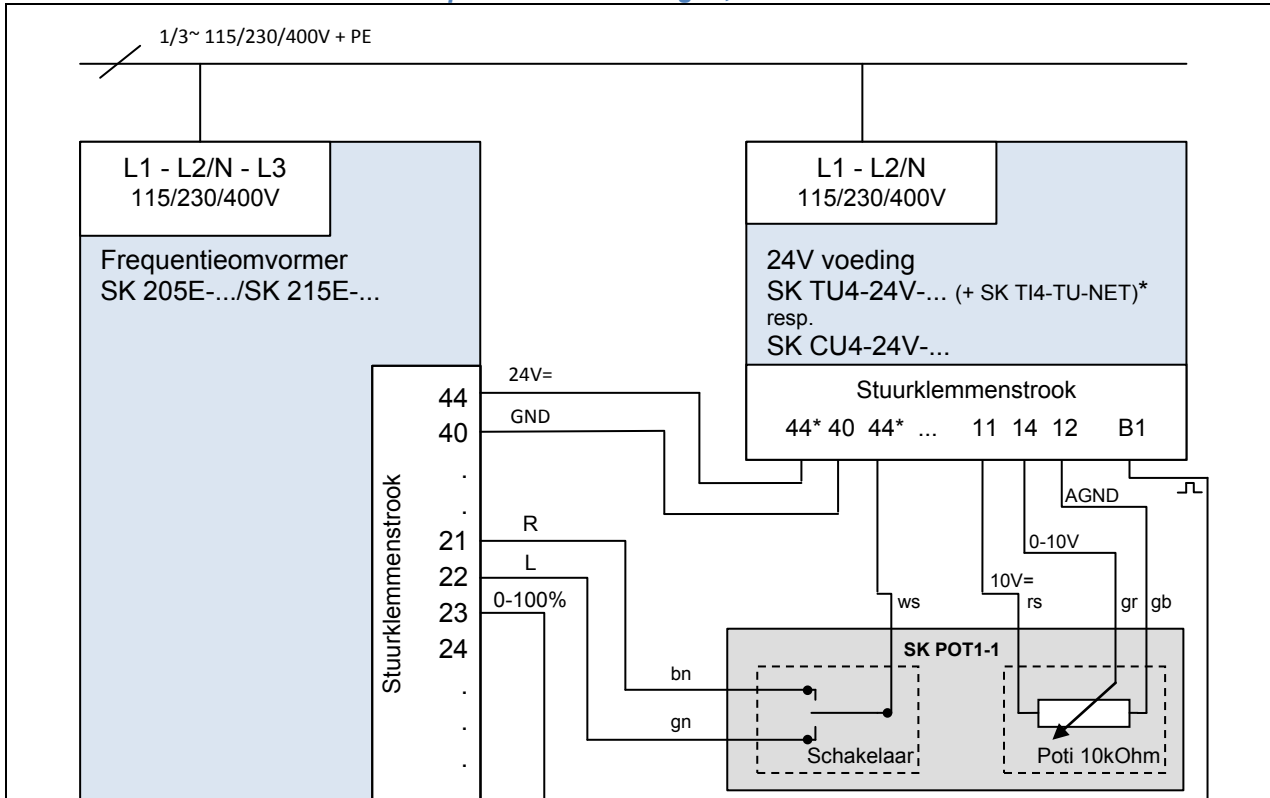 1/3~ 115/230/400V + PE
L1 - L2/N - L3
115/230/400V
Frequentieomvormer
SK 205E-.../SK 215E-...
L1 - L2/N
115/230/400V
24V voeding
SK TU4-24V-... (+ SK TI4-TU-NET)*
resp.
SK CU4-24V-...
Stuurklemmenstrook
44* 40 44* ... 11 14 12 B1
Stuurklemmenstrook
44
40
.
.
21
22
23
24
.
.
.
24V=
GND
R
L
0-100%
AGND
0-10V
10V=
ws
rs
gr
gb
SK POT1-1
bn
gn
Schakelaar
Poti 10kOhm